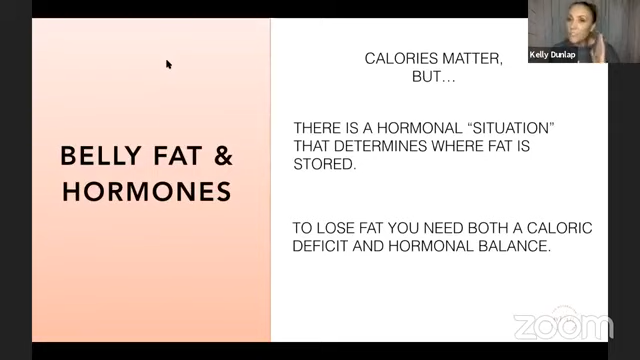 Kelly Dunlap
BELLY FAT &
HORMONES
CALORIES MATTER,
BUT...
THERE IS A HORMONAL “SITUATION”
THAT DETERMINES WHERE FAT IS
STORED.
TO LOSE FAT YOU NEED BOTH A CALORIC
DEFICIT AND HORMONAL BALANCE.
zoom